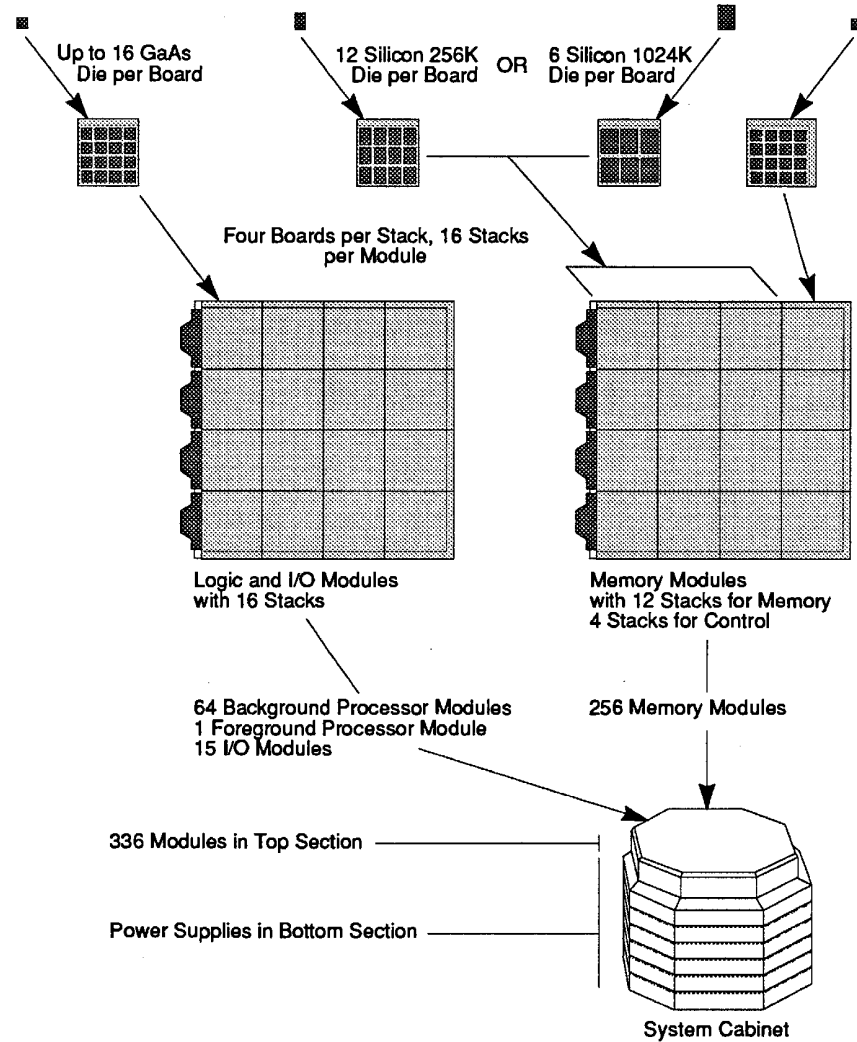 Up to 16 GaAs
Die per Board
12 Silicon 256K
Die per Board
OR
6 Silicon 1024K
Die per Board
Four Boards per Stack, 16 Stacks
per Module
Logic and I/O Modules
with 16 Stacks
Memory Modules
with 12 Stacks for Memory
4 Stacks for Control
64 Background Processor Modules
1 Foreground Processor Module
15 I/O Modules
256 Memory Modules
336 Modules in Top Section
Power Supplies in Bottom Section
System Cabinet